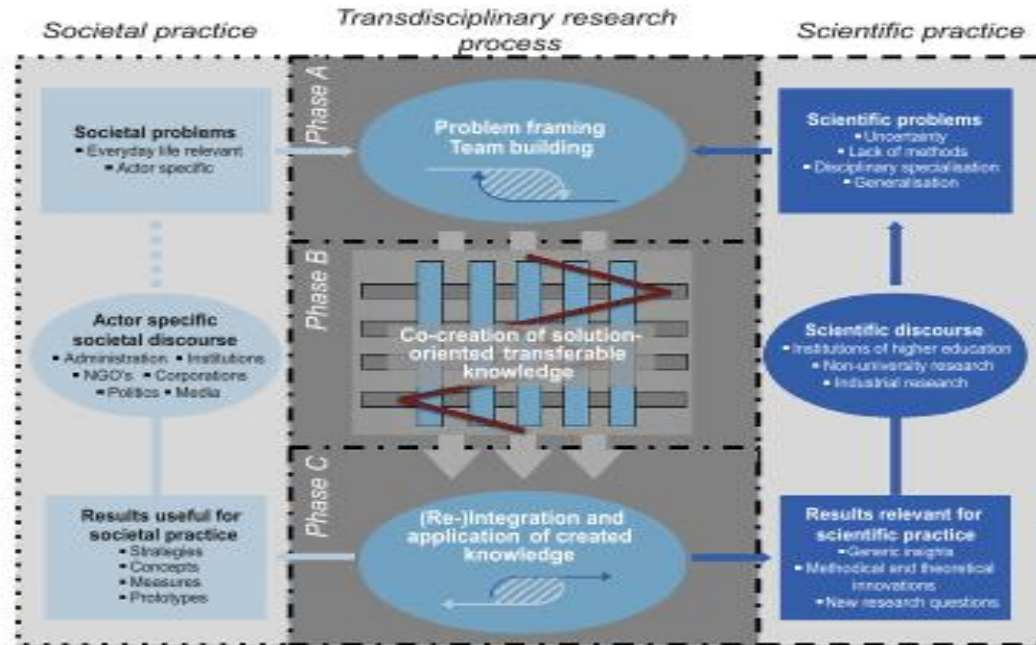 Societal practice
Transdisciplinary research
process
Scientific practice
Phase A
Societal problems
▪ Everyday life relevant
▪ Actor specific
Problem framing
Team building
Scientific problems
▪ Uncertainty
▪ Lack of methods
▪ Disciplinary specialisation
▪ Generalisation
Phase B
Actor specific
societal discourse
▪ Administration ▪ Institutions
▪ NGO's ▪ Corporations
▪ Politics ▪ Media
Co-creation of solution-
oriented transferable
knowledge
Scientific discourse
▪ Institutions of higher education
▪ Non-university research
▪ Industrial research
Phase C
Results useful for
societal practice
▪ Strategies
▪ Concepts
▪ Measures
▪ Prototypes
(Re-)Integration and
application of created
knowledge
Results relevant for
scientific practice
▪ Generic insights
▪ Methodical and theoretical
innovations
▪ New research questions